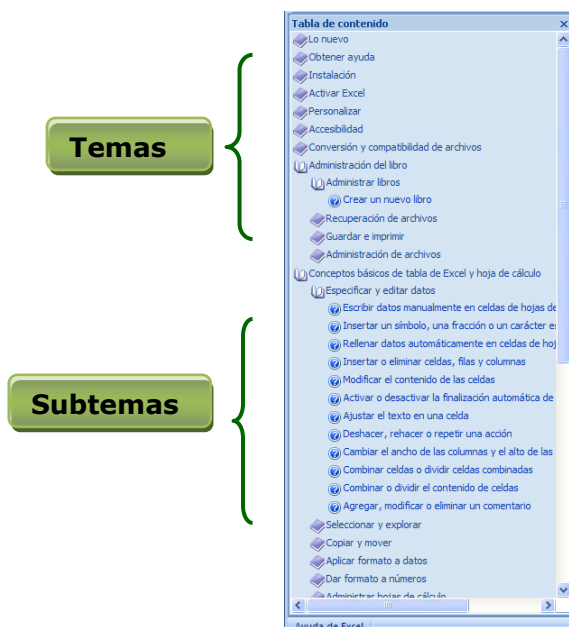 Tabla de contenido
Lo nuevo
Obtener ayuda
Instalación
Activar Excel
Personalizar
Accesibilidad
Conversión y compatibilidad de archivos
Administración del libro
Administrar libros
Crear un nuevo libro
Recuperación de archivos
Guardar e imprimir
Administración de archivos
Conceptos básicos de tabla de Excel y hoja de cálculo
Especificar y editar datos
Escribir datos manualmente en celdas de hojas de
Insertar un símbolo, una fracción o un carácter es
Rellenar datos automáticamente en celdas de hoj
Insertar o eliminar celdas, filas y columnas
Modificar el contenido de las celdas
Activar o desactivar la finalización automática de
Ajustar el texto en una celda
Deshacer, rehacer o repetir una acción
Cambiar el ancho de las columnas y el alto de las
Combinar celdas o dividir celdas combinadas
Combinar o dividir el contenido de celdas
Agregar, modificar o eliminar un comentario
Seleccionar y explorar
Copiar y mover
Aplicar formato a datos
Dar formato a números
Administrar hojas de cálculo
Ayuda de Excel
Temas
Subtemas